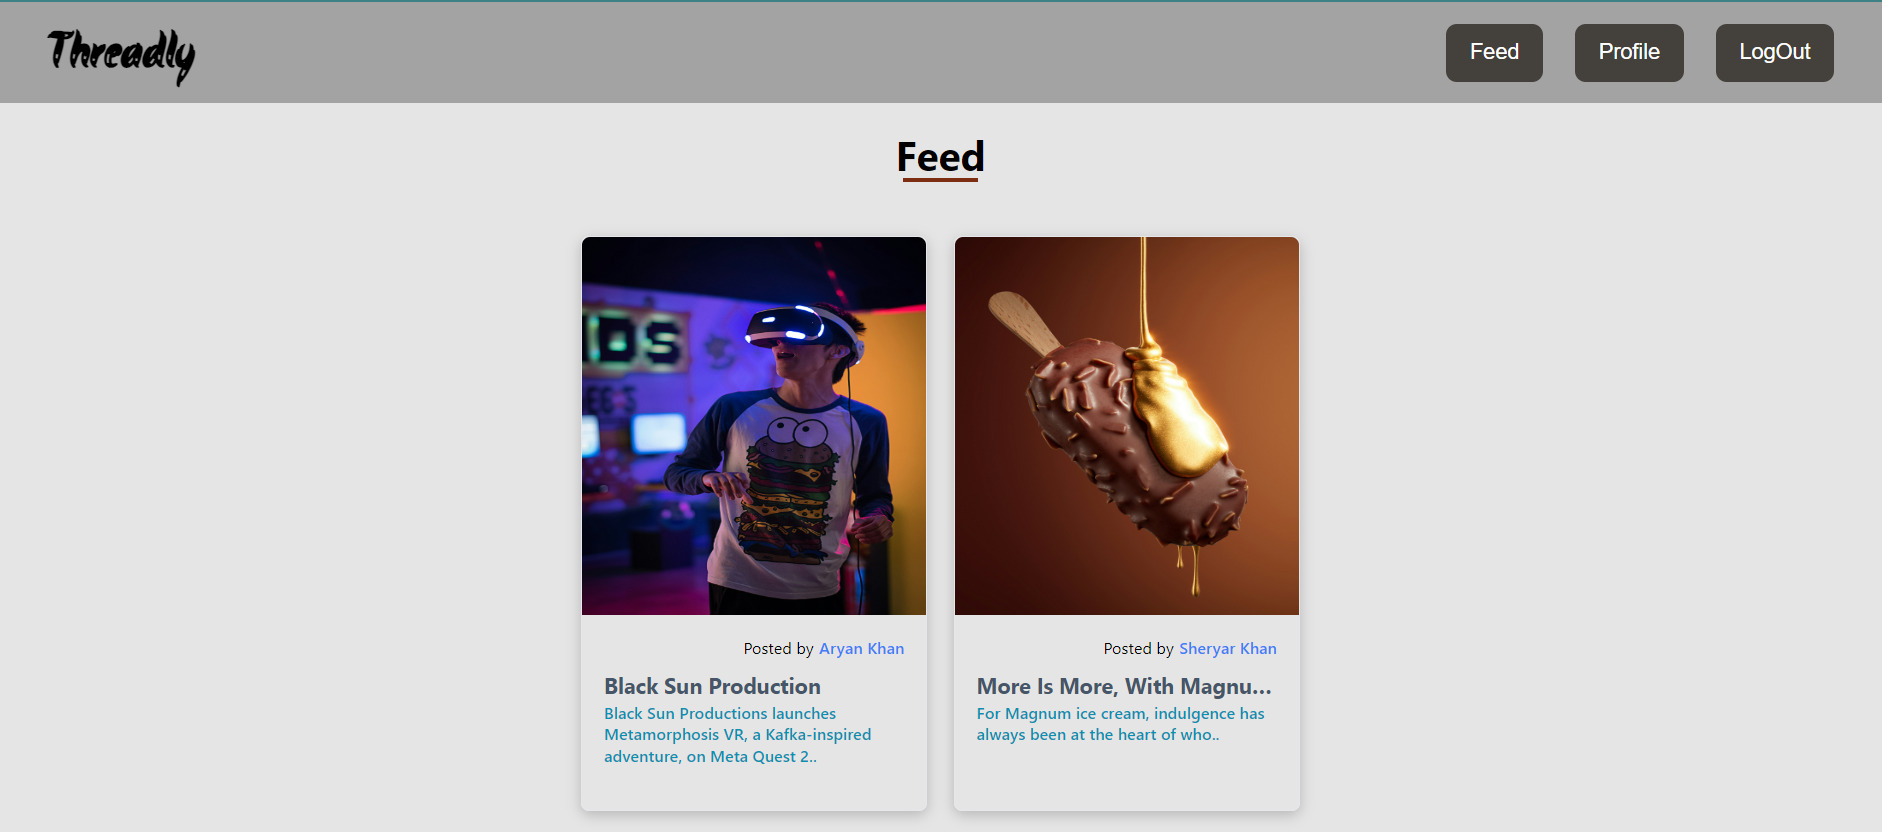 Threadly
Feed
Profile
LogOut
Feed
Posted by Aryan Khan
Black Sun Production
Black Sun Productions launches
Metamorphosis VR, a Kafka-inspired
adventure, on Meta Quest 2..
Posted by Sheryar Khan
More Is More, With Magnu...
For Magnum ice cream, indulgence has
always been at the heart of who..